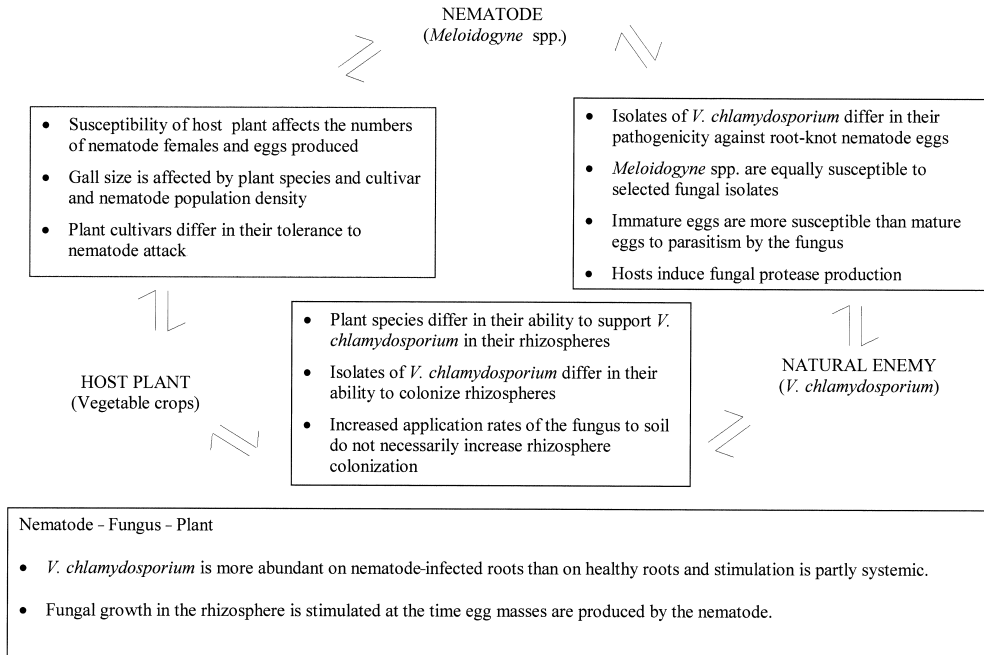 NEMATODE
(Meloidogyne spp.)
• Susceptibility of host plant affects the numbers
of nematode females and eggs produced
• Gall size is affected by plant species and cultivar
and nematode population density
• Plant cultivars differ in their tolerance to
nematode attack
• Isolates of V. chlamydosporium differ in their
pathogenicity against root-knot nematode eggs
• Meloidogyne spp. are equally susceptible to
selected fungal isolates
• Immature eggs are more susceptible than mature
eggs to parasitism by the fungus
• Hosts induce fungal protease production
HOST PLANT
(Vegetable crops)
• Plant species differ in their ability to support V.
chlamydosporium in their rhizospheres
• Isolates of V. chlamydosporium differ in their
ability to colonize rhizospheres
• Increased application rates of the fungus to soil
do not necessarily increase rhizosphere
colonization
NATURAL ENEMY
(V. chlamydosporium)
Nematode – Fungus – Plant
• V. chlamydosporium is more abundant on nematode-infected roots than on healthy roots and stimulation is partly systemic.
• Fungal growth in the rhizosphere is stimulated at the time egg masses are produced by the nematode.